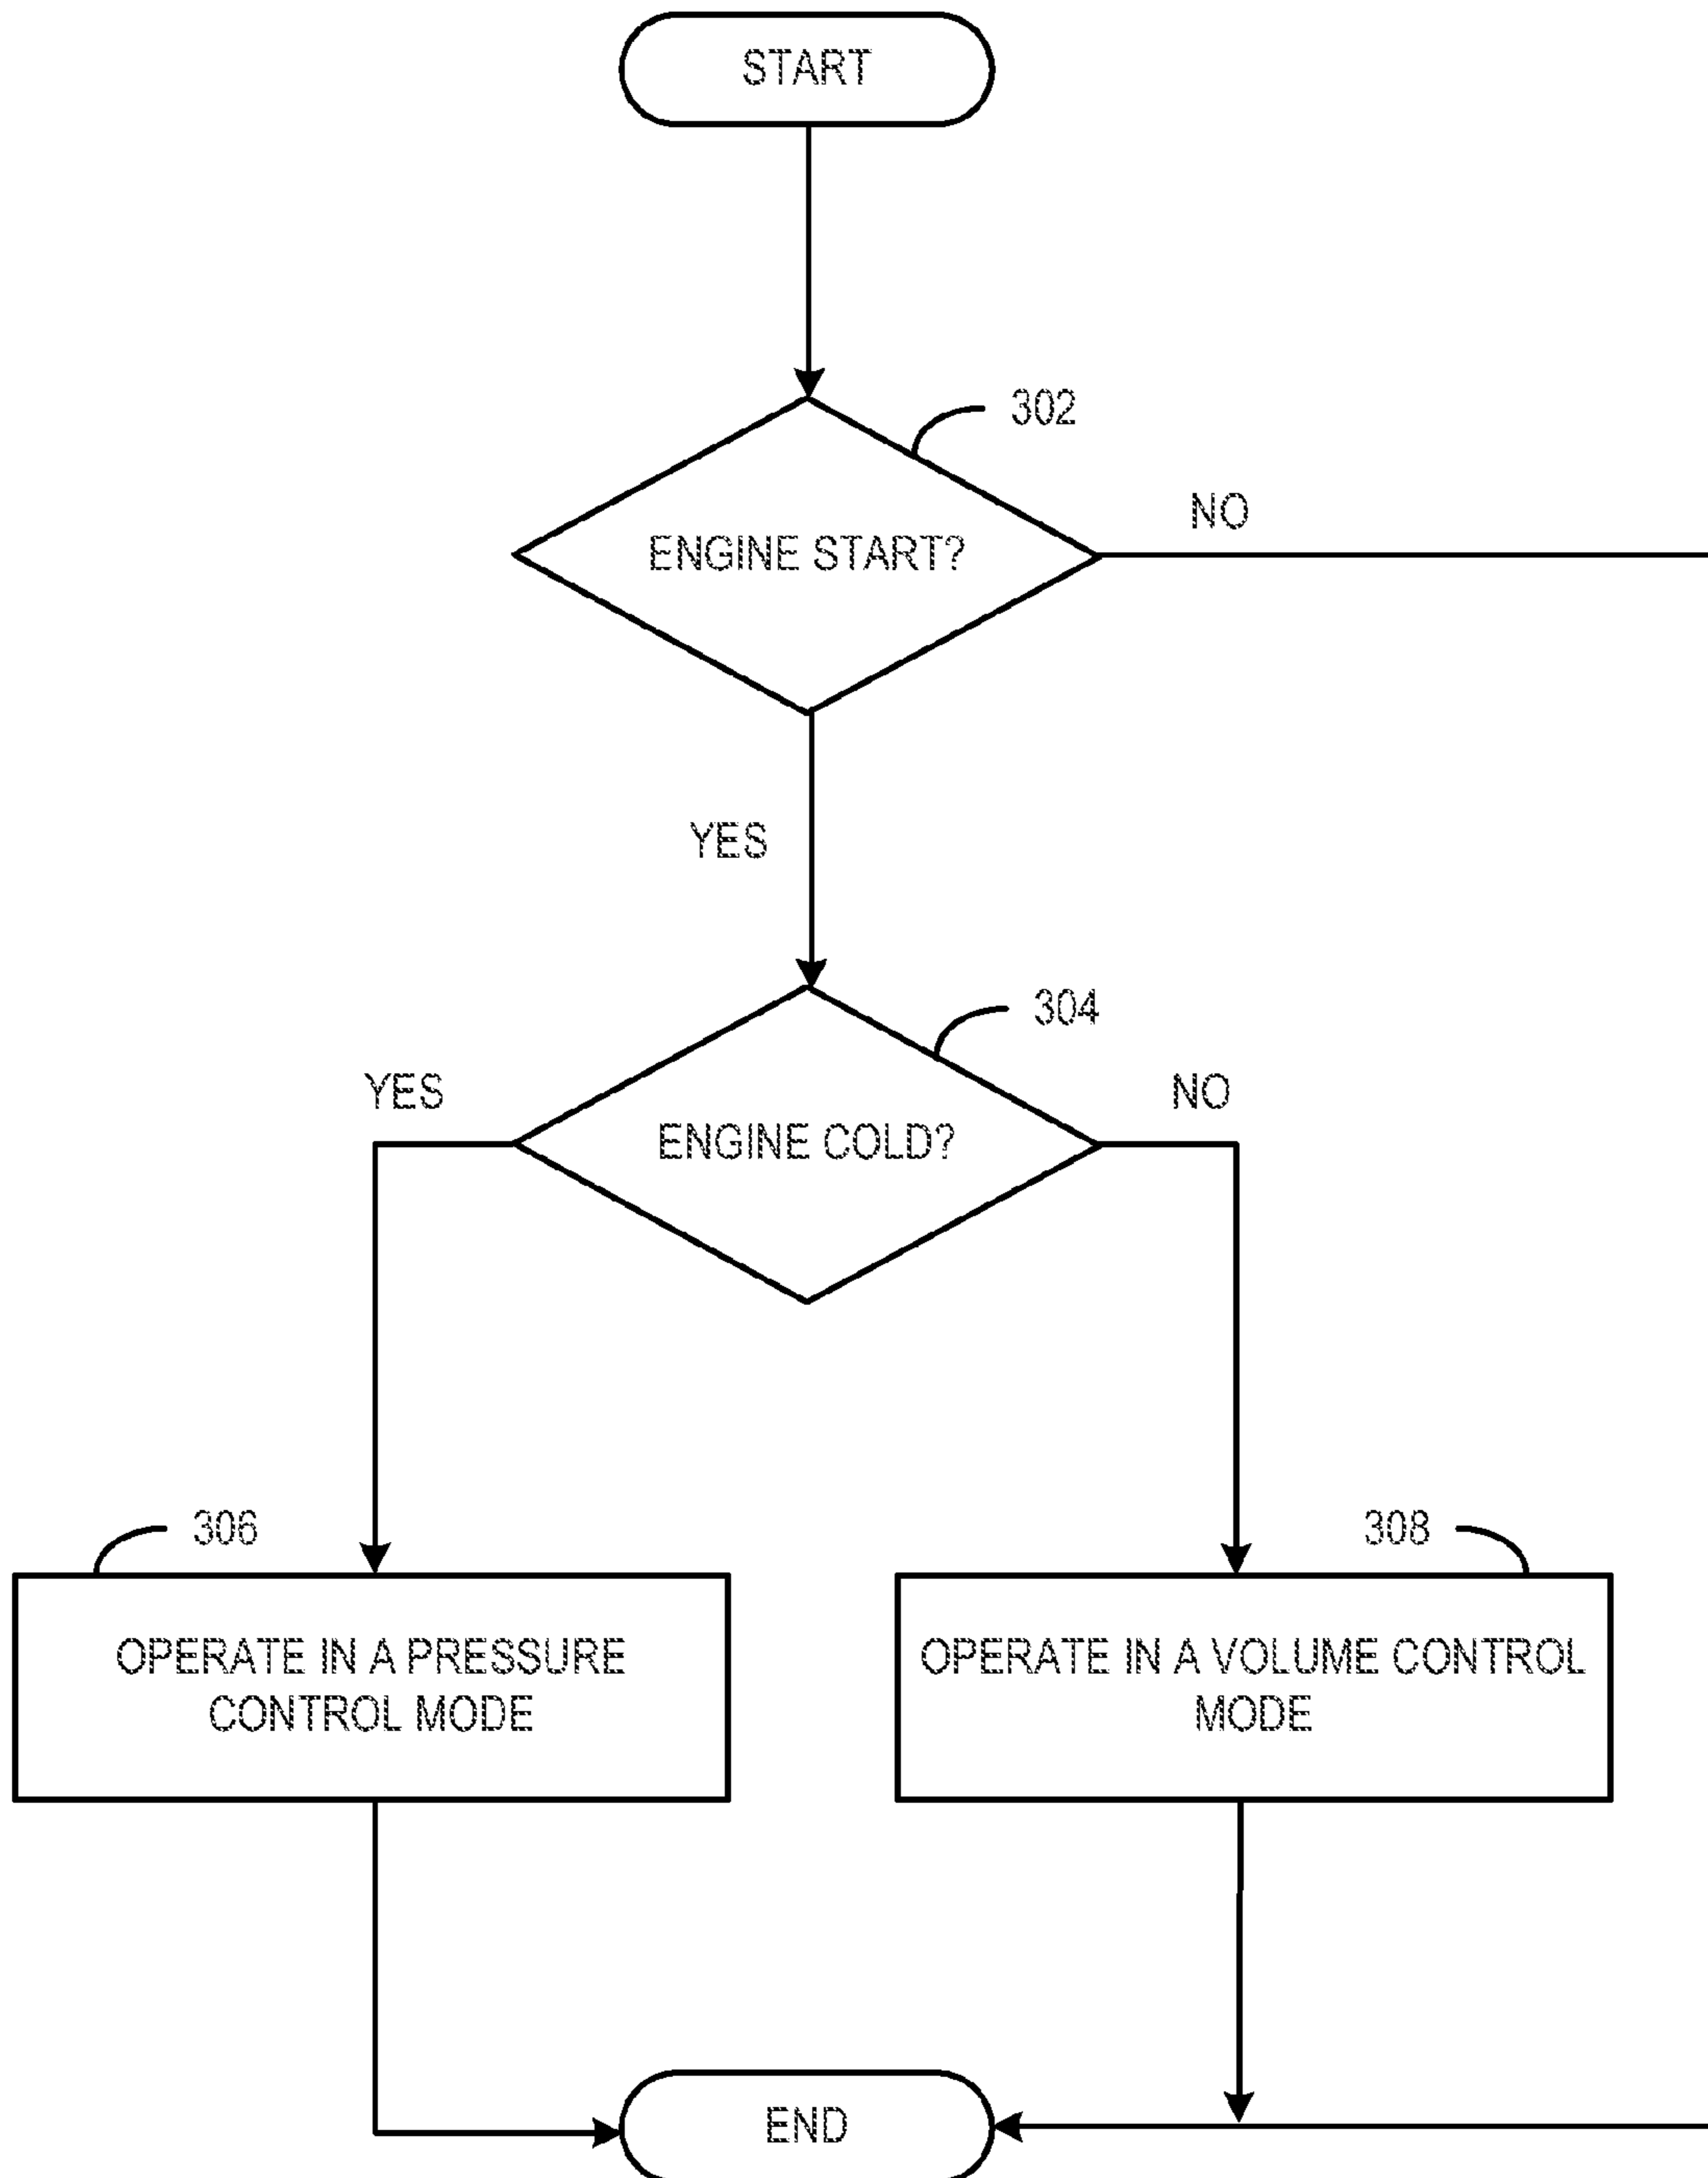 START
302
NO
ENGINE START?
YES
304
YES
NO
ENGINE COLD?
306
308
OPERATE IN A PRESSURE
CONTROL MODE
OPERATE IN A VOLUME CONTROL
MODE
END